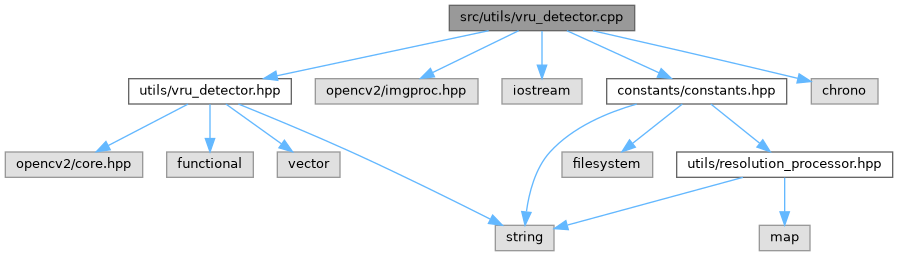 src/utils/vru_detector.cpp
utils/vru_detector.hpp
opencv2/imgproc.hpp
iostream
constants/constants.hpp
chrono
opencv2/core.hpp
functional
vector
filesystem
utils/resolution_processor.hpp
string
map